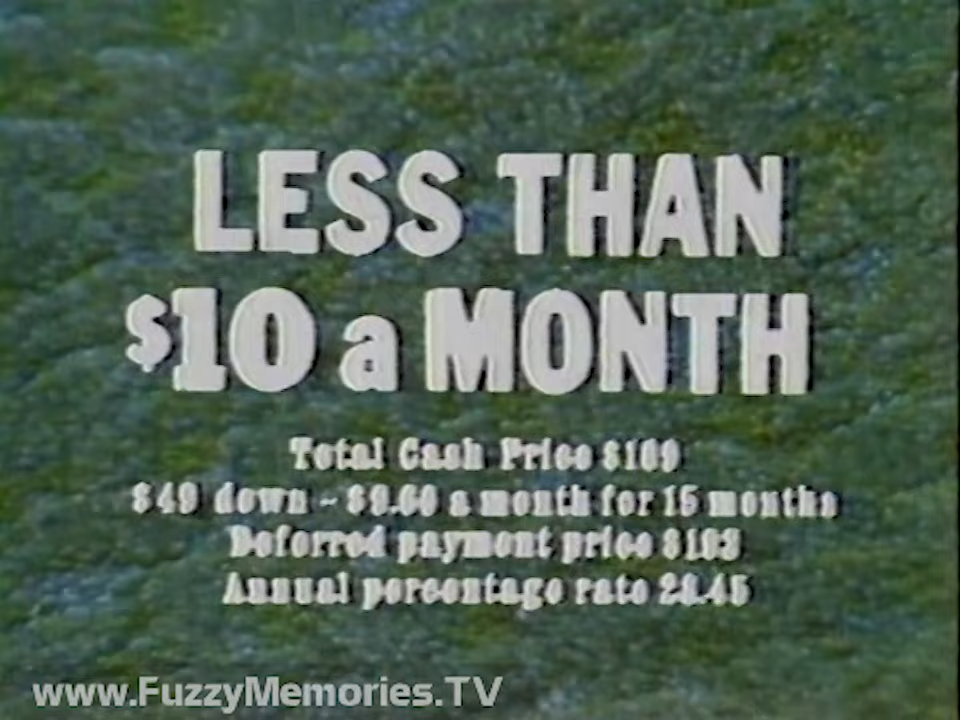 LESS THAN
$10 a MONTH
Total Cash Price $169
$49 down - $9.60 a month for 15 months
Deferred payment price $193
Annual percentage rate 28.45
www.FuzzyMemories.TV